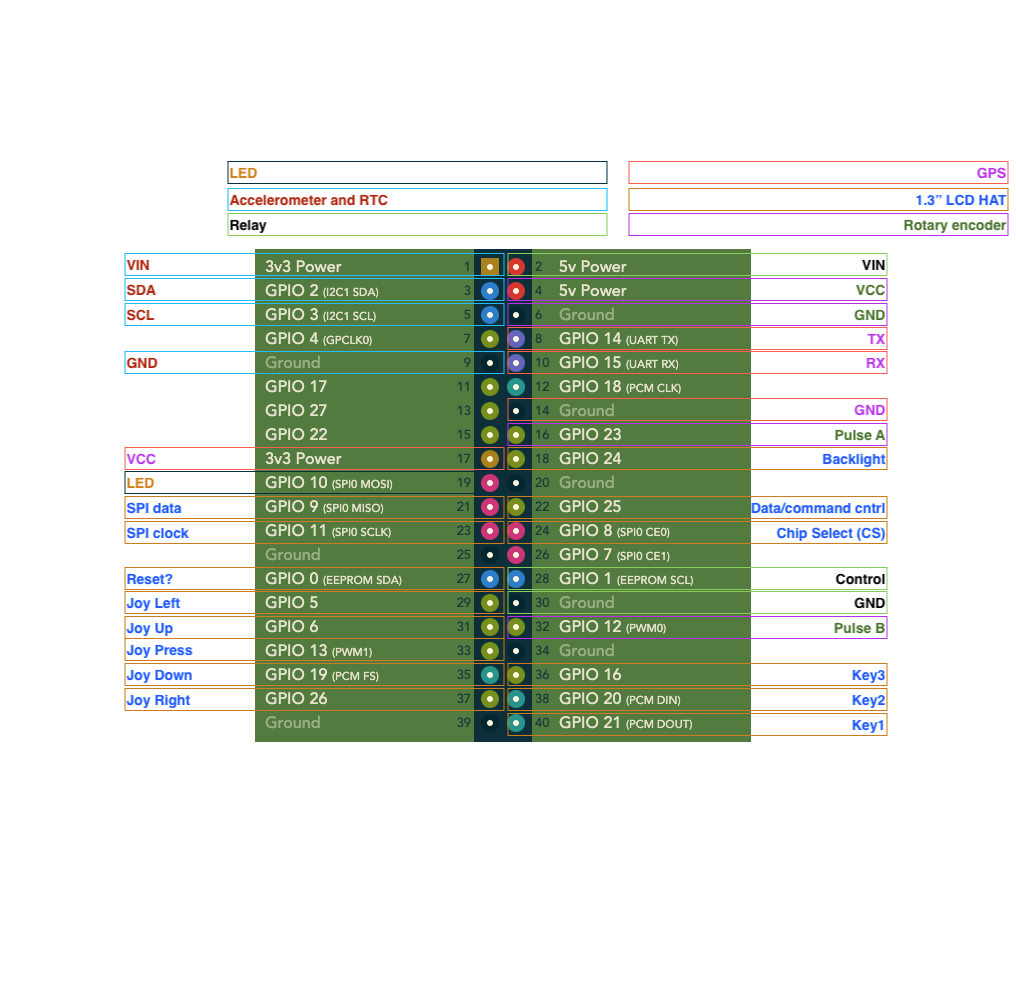 LED GPS
Accelerometer and RTC 1.3” LCD HAT
Relay Rotary encoder
VIN 3v3 Power 1 2 5v Power VIN
SDA GPIO 2 (I2C1 SDA) 3 4 5v Power VCC
SCL GPIO 3 (I2C1 SCL) 5 6 Ground GND
GPIO 4 (GPCLK0) 7 8 GPIO 14 (UART TX) TX
GND Ground 9 10 GPIO 15 (UART RX) RX
GPIO 17 11 12 GPIO 18 (PCM CLK)
GPIO 27 13 14 Ground GND
GPIO 22 15 16 GPIO 23 Pulse A
VCC 3v3 Power 17 18 GPIO 24 Backlight
LED GPIO 10 (SPI0 MOSI) 19 20 Ground
SPI data GPIO 9 (SPI0 MISO) 21 22 GPIO 25 Data/command cntrl
SPI clock GPIO 11 (SPI0 SCLK) 23 24 GPIO 8 (SPI0 CE0) Chip Select (CS)
Ground 25 26 GPIO 7 (SPI0 CE1)
Reset? GPIO 0 (EEPROM SDA) 27 28 GPIO 1 (EEPROM SCL) Control
Joy Left GPIO 5 29 30 Ground GND
Joy Up GPIO 6 31 32 GPIO 12 (PWM0) Pulse B
Joy Press GPIO 13 (PWM1) 33 34 Ground
Joy Down GPIO 19 (PCM FS) 35 36 GPIO 16 Key3
Joy Right GPIO 26 37 38 GPIO 20 (PCM DIN) Key2
Ground 39 40 GPIO 21 (PCM DOUT) Key1